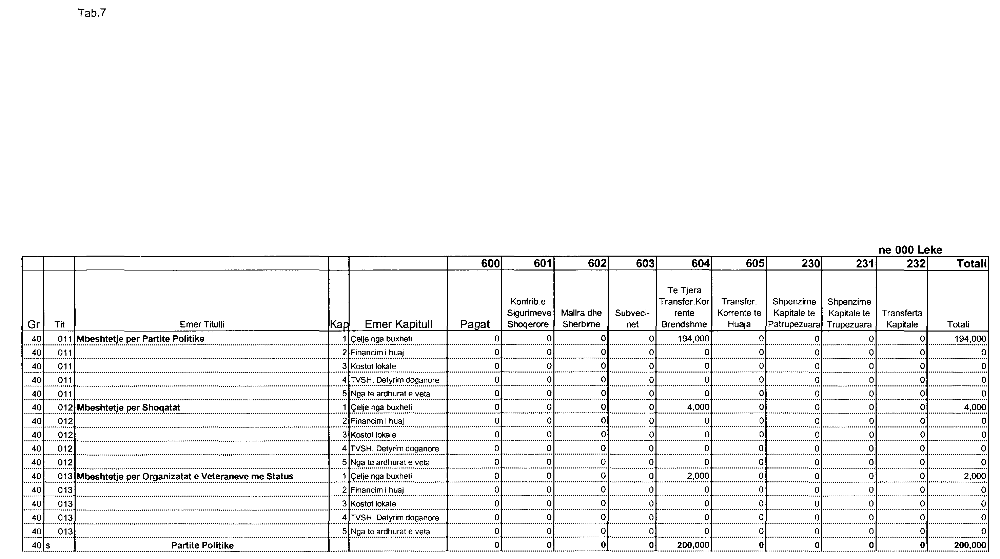 Tab.7
ne 000 Leke
600 601 602 603 604 605 230 231 232 Totali
Te Tjera
Kontrib.e Transfer.Kor Transfer. Shpenzime Shpenzime
Sigurimeve Mallra dhe Subveci- rente Korrente te Kapitale te Kapitale te Transferta
Gr Tit Emer Titulli Kap Emer Kapitull Pagat Shoqerore Sherbime net Brendshme Huaja Patrupezuara Trupezuara Kapitale Totali
40 011 Mbeshtetje per Partite Politike 1 Çelje nga buxheti 0 0 0 0 194,000 0 0 0 0 194,000
40 011 2 Financim i huaj 0 0 0 0 0 0 0 0 0 0
40 011 3 Kostot lokale 0 0 0 0 0 0 0 0 0 0
40 011 4 TVSH, Detyrim doganore 0 0 0 0 0 0 0 0 0 0
40 011 5 Nga te ardhurat e veta 0 0 0 0 0 0 0 0 0 0
40 012 Mbeshtetje per Shoqatat 1 Çelje nga buxheti 0 0 0 0 4,000 0 0 0 0 4,000
40 012 2 Financim i huaj 0 0 0 0 0 0 0 0 0 0
40 012 3 Kostot lokale 0 0 0 0 0 0 0 0 0 0
40 012 4 TVSH, Detyrim doganore 0 0 0 0 0 0 0 0 0 0
40 012 5 Nga te ardhurat e veta 0 0 0 0 0 0 0 0 0 0
40 013 Mbeshtetje per Organizatat e Veteraneve me Status 1 Çelje nga buxheti 0 0 0 0 2,000 0 0 0 0 2,000
40 013 2 Financim i huaj 0 0 0 0 0 0 0 0 0 0
40 013 3 Kostot lokale 0 0 0 0 0 0 0 0 0 0
40 013 4 TVSH, Detyrim doganore 0 0 0 0 0 0 0 0 0 0
40 013 5 Nga te ardhurat e veta 0 0 0 0 0 0 0 0 0 0
40 s Partite Politike 0 0 0 0 200,000 0 0 0 0 200,000